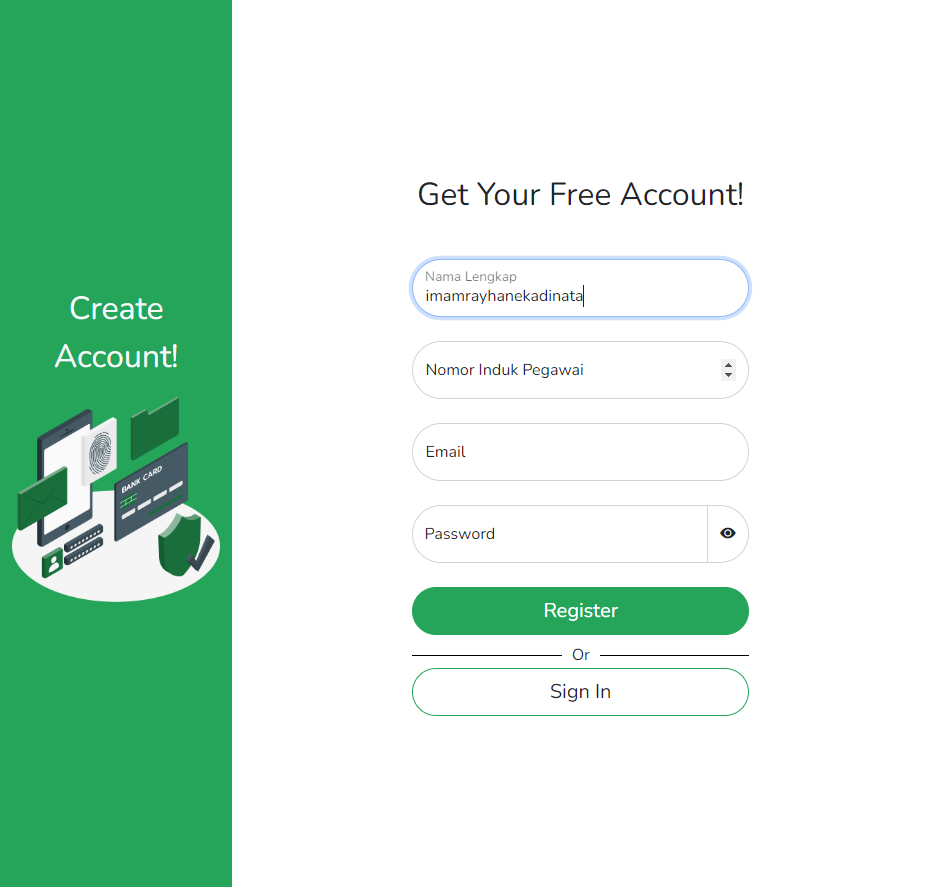 Create
Account!
BANK CARD
Get Your Free Account!
Nama Lengkap
imamrayhanekadinata
Nomor Induk Pegawai
Email
Password
Register
Or
Sign In